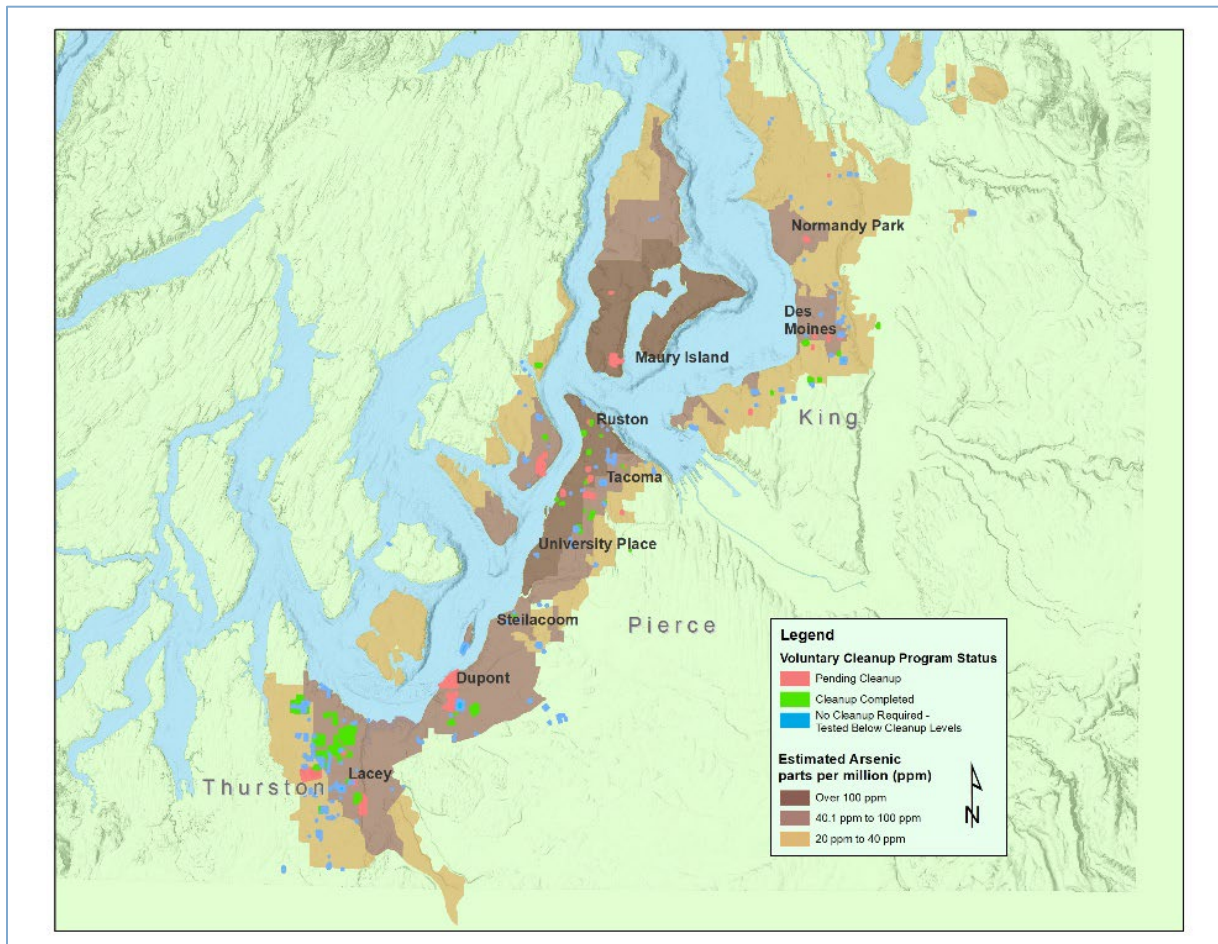 Normandy Park
Des
Moines
Maury Island
Ruston
King
Tacoma
University Place
Steilacoom
Pierce
Dupont
Lacey
Thurston
Legend
Voluntary Cleanup Program Status
Pending Cleanup
Cleanup Completed
No Cleanup Required -
Tested Below Cleanup Levels
Estimated Arsenic
parts per million (ppm)
Over 100 ppm
40.1 ppm to 100 ppm
20 ppm to 40 ppm
N